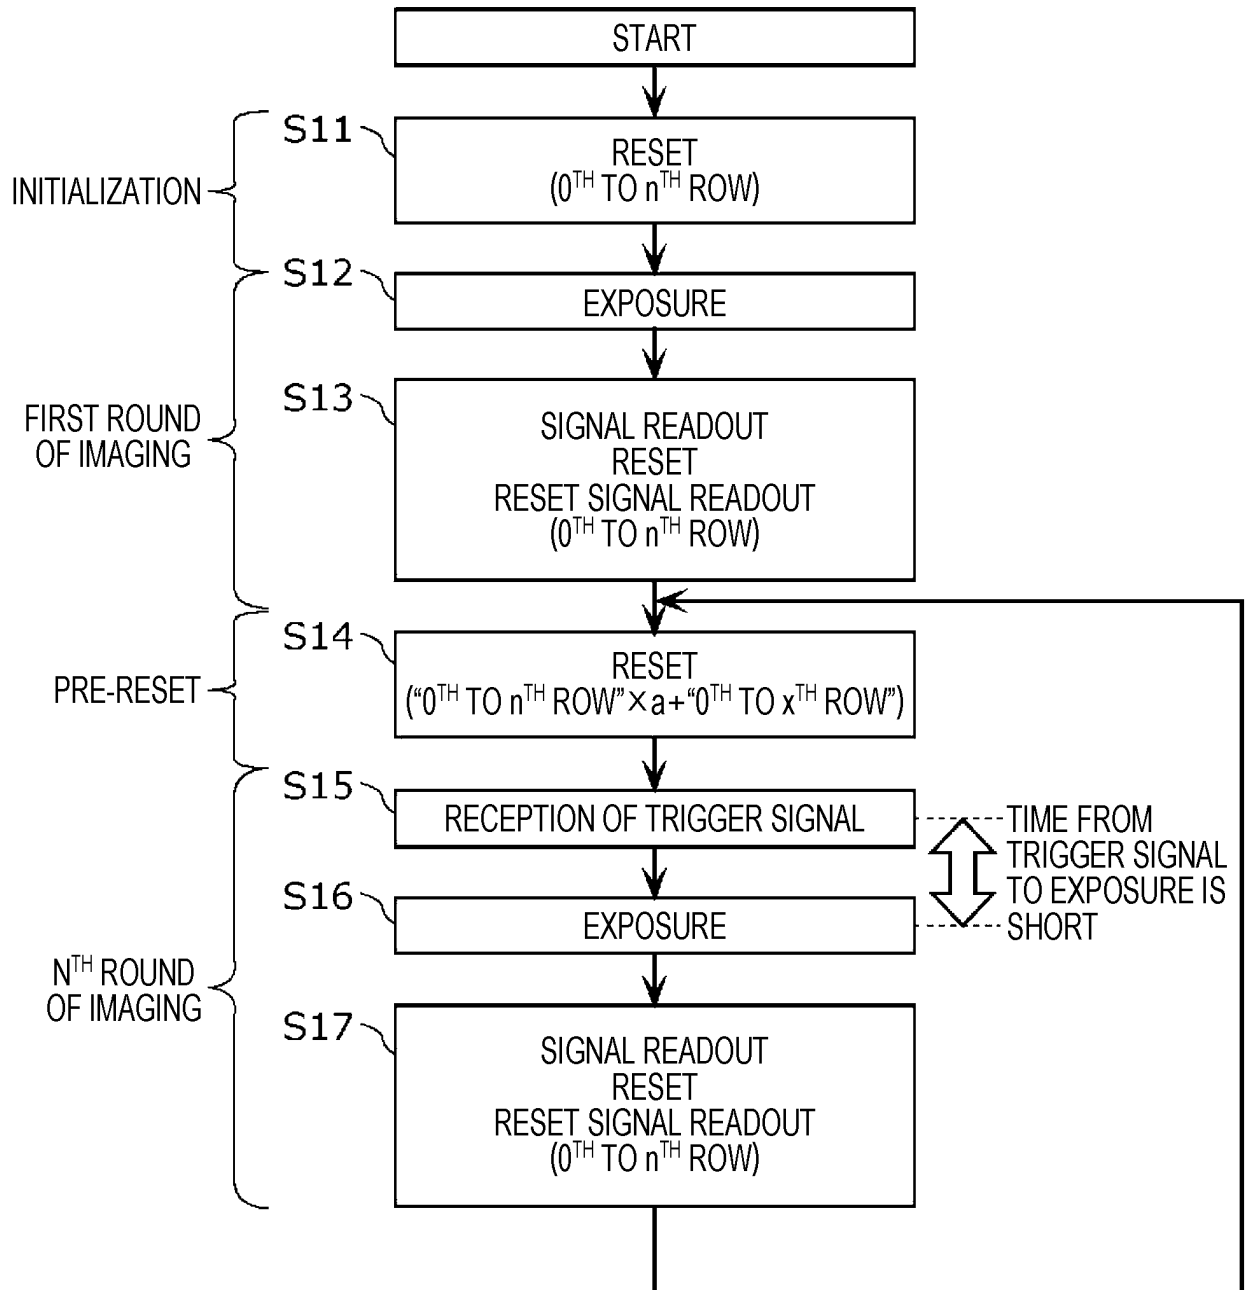 START
S11
RESET
(0TH TO nTH ROW)
INITIALIZATION
S12
EXPOSURE
S13
SIGNAL READOUT
RESET
RESET SIGNAL READOUT
(0TH TO nTH ROW)
FIRST ROUND
OF IMAGING
S14
RESET
(“0TH TO nTH ROW”×a+“0TH TO xTH ROW”)
PRE-RESET
S15
RECEPTION OF TRIGGER SIGNAL
TIME FROM
TRIGGER SIGNAL
TO EXPOSURE IS
SHORT
S16
EXPOSURE
NTH ROUND
OF IMAGING
S17
SIGNAL READOUT
RESET
RESET SIGNAL READOUT
(0TH TO nTH ROW)